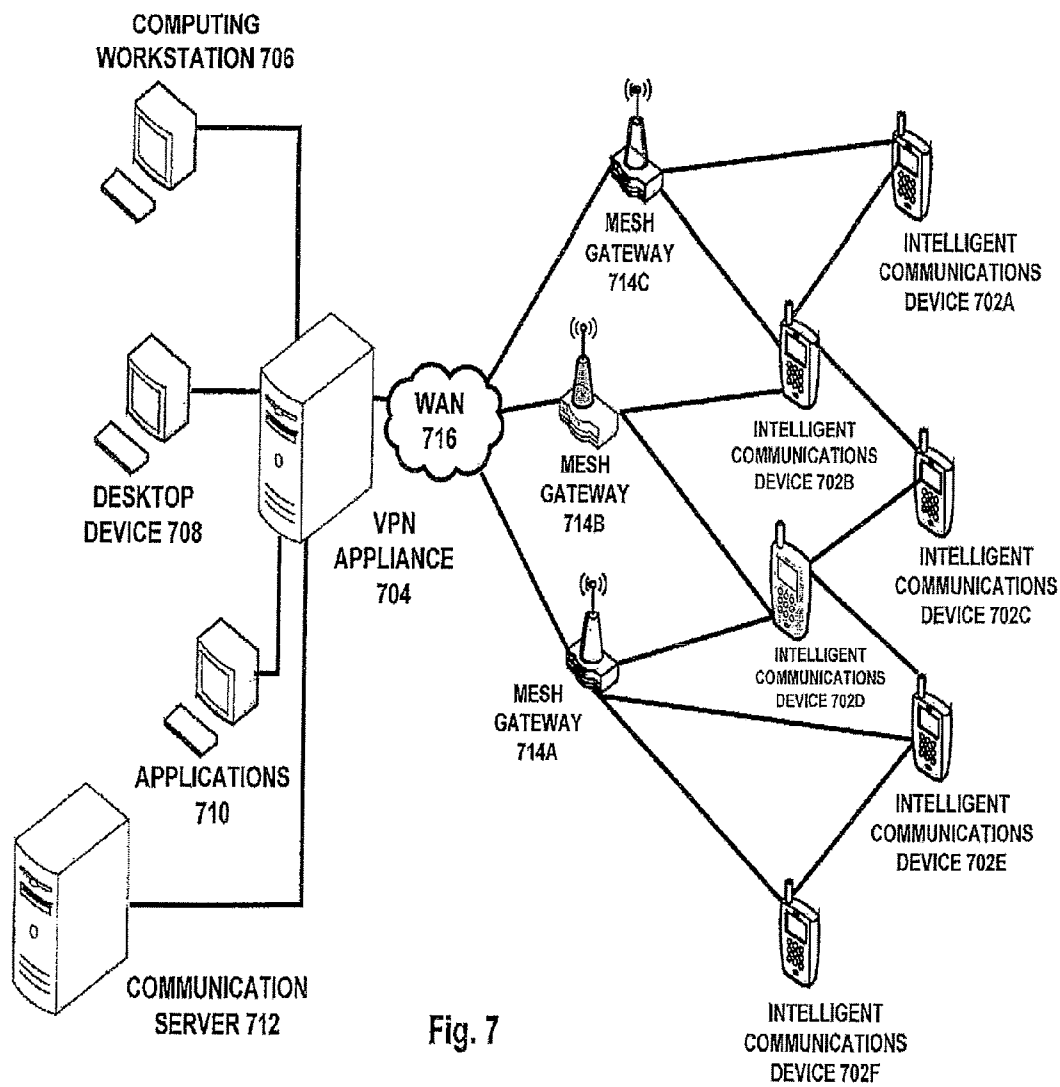 COMPUTING
WORKSTATION 706
MESH
GATEWAY
714C
INTELLIGENT
COMMUNICATIONS
DEVICE 702A
WAN
716
DESKTOP
DEVICE 708
VPN
APPLIANCE
704
MESH
GATEWAY
714B
INTELLIGENT
COMMUNICATIONS
DEVICE 702B
INTELLIGENT
COMMUNICATIONS
DEVICE 702C
APPLICATIONS
710
MESH
GATEWAY
714A
INTELLIGENT
COMMUNICATIONS
DEVICE 702D
INTELLIGENT
COMMUNICATIONS
DEVICE 702E
COMMUNICATION
SERVER 712
INTELLIGENT
COMMUNICATIONS
DEVICE 702F
Fig. 7